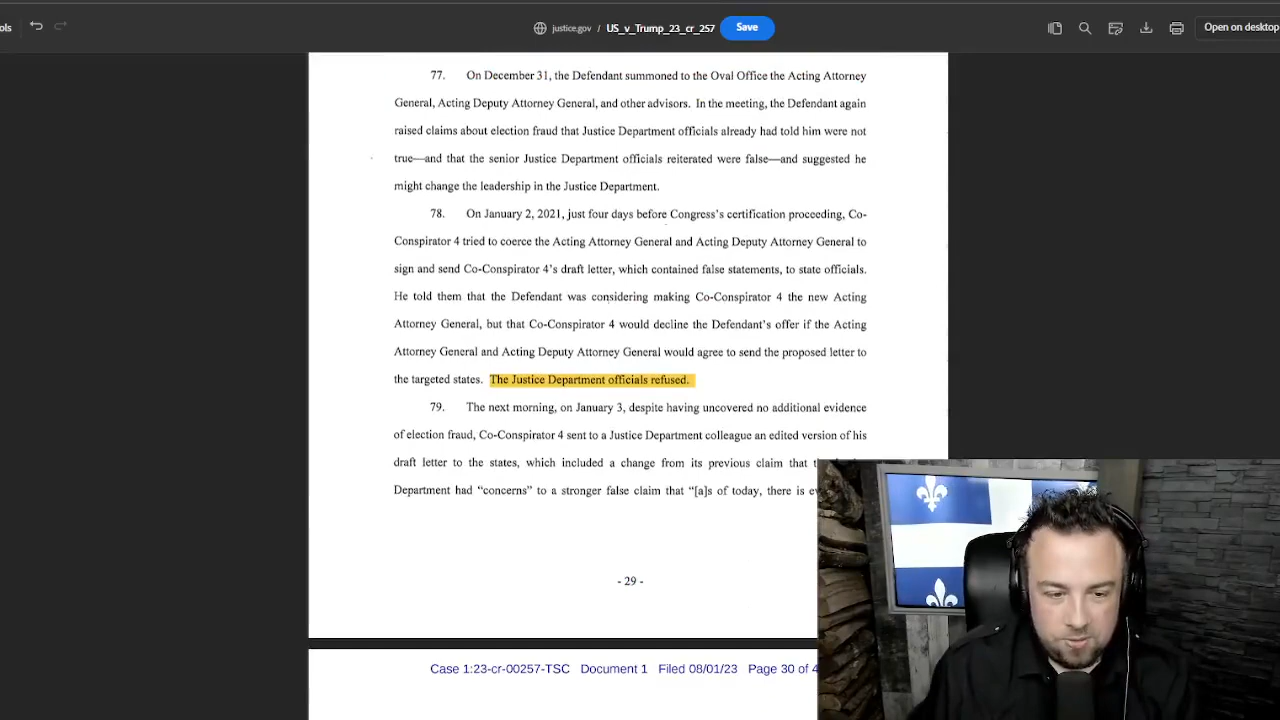 ols
justice.gov / US_v_Trump_23_cr_257 Save
Open on desktop
77. On December 31, the Defendant summoned to the Oval Office the Acting Attorney
General, Acting Deputy Attorney General, and other advisors. In the meeting, the Defendant again
raised claims about election fraud that Justice Department officials already had told him were not
true—and that the senior Justice Department officials reiterated were false—and suggested he
might change the leadership in the Justice Department.
78. On January 2, 2021, just four days before Congress's certification proceeding, Co-
Conspirator 4 tried to coerce the Acting Attorney General and Acting Deputy Attorney General to
sign and send Co-Conspirator 4's draft letter, which contained false statements, to state officials.
He told them that the Defendant was considering making Co-Conspirator 4 the new Acting
Attorney General, but that Co-Conspirator 4 would decline the Defendant's offer if the Acting
Attorney General and Acting Deputy Attorney General would agree to send the proposed letter to
the targeted states. The Justice Department officials refused.
79. The next morning, on January 3, despite having uncovered no additional evidence
of election fraud, Co-Conspirator 4 sent to a Justice Department colleague an edited version of his
draft letter to the states, which included a change from its previous claim that
Department had "concerns" to a stronger false claim that "[a]s of today, there is
- 29 -
Case 1:23-cr-00257-TSC Document 1 Filed 08/01/23 Page 30 of